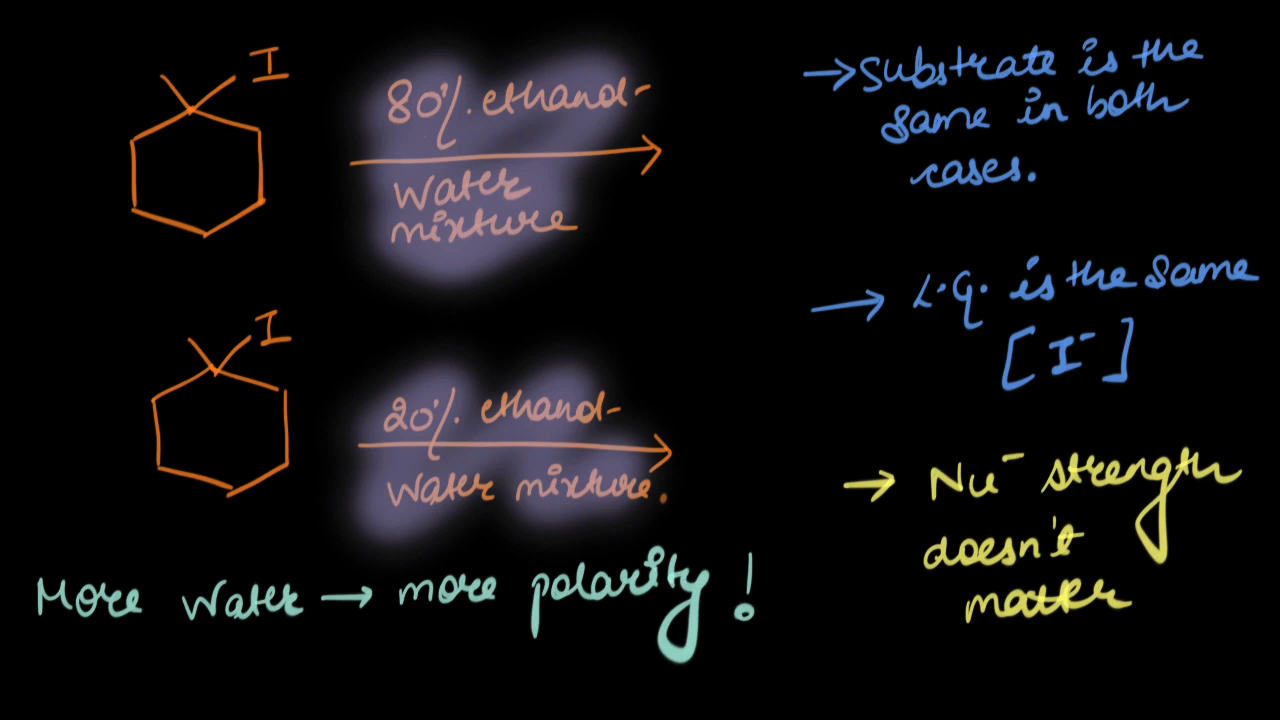 I
80% ethanol-
water
mixture
I
20% ethanol-
water mixture.
More water → more polarity!
→ Substrate is the
same in both
cases.
→ L.G. is the same
[I⁻]
→ Nu⁻ strength
doesn't
matter